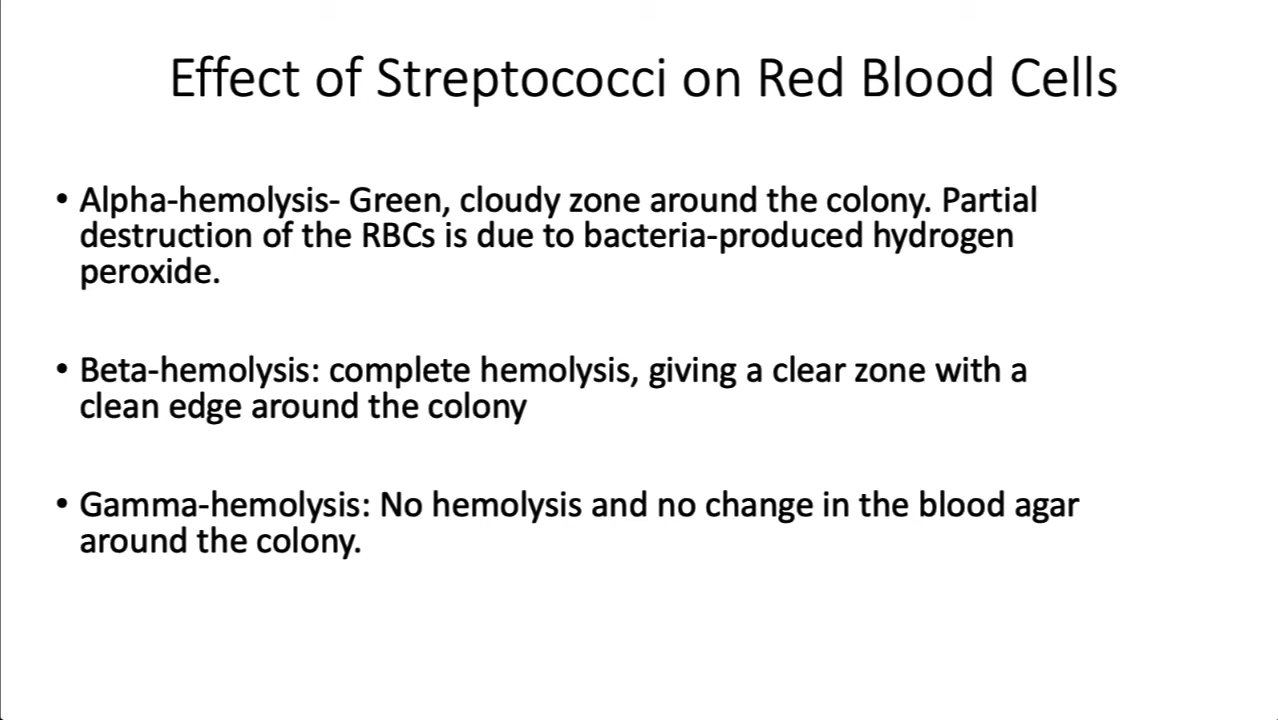 Effect of Streptococci on Red Blood Cells
• Alpha-hemolysis- Green, cloudy zone around the colony. Partial
destruction of the RBCs is due to bacteria-produced hydrogen
peroxide.
• Beta-hemolysis: complete hemolysis, giving a clear zone with a
clean edge around the colony
• Gamma-hemolysis: No hemolysis and no change in the blood agar
around the colony.